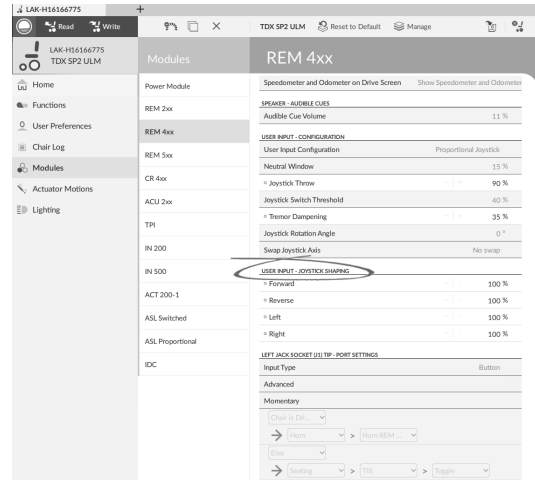 LAK-H16166775
+
Read
Write
TDX SP2 ULM
Reset to Default
Manage
LAK-H16166775
TDX SP2 ULM
Home
Functions
User Preferences
Chair Log
Modules
Actuator Motions
Lighting
Modules
Power Module
REM 2xx
REM 4xx
REM 5xx
CR 4xx
ACU 2xx
TPI
IN 200
IN 500
ACT 200-1
ASL Switched
ASL Proportional
IDC
REM 4xx
Speedometer and Odometer on Drive Screen Show Speedometer and Odometer
SPEAKER - AUDIBLE CUES
Audible Cue Volume 11 %
USER INPUT - CONFIGURATION
User Input Configuration Proportional Joystick
Neutral Window 15 %
Joystick Throw 90 %
Joystick Switch Threshold 40 %
Tremor Dampening 35 %
Joystick Rotation Angle 0 °
Swap Joystick Axis No swap
USER INPUT - JOYSTICK SHAPING
Forward 100 %
Reverse 100 %
Left 100 %
Right 100 %
LEFT JACK SOCKET (J1) TIP - PORT SETTINGS
Input Type Button
Advanced
Momentary
Chair is Dri...
Horn > Horn REM ...
Else
Seating > Tilt > Toggle